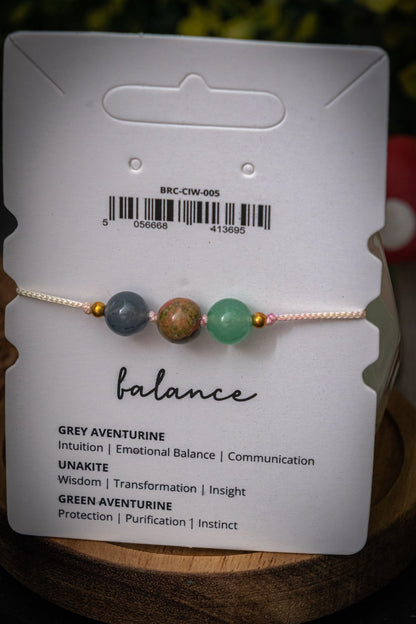 BRC-CIW-005
5 056668 413695
balance
GREY AVENTURINE
Intuition | Emotional Balance | Communication
UNAKITE
Wisdom | Transformation | Insight
GREEN AVENTURINE
Protection | Purification | Instinct